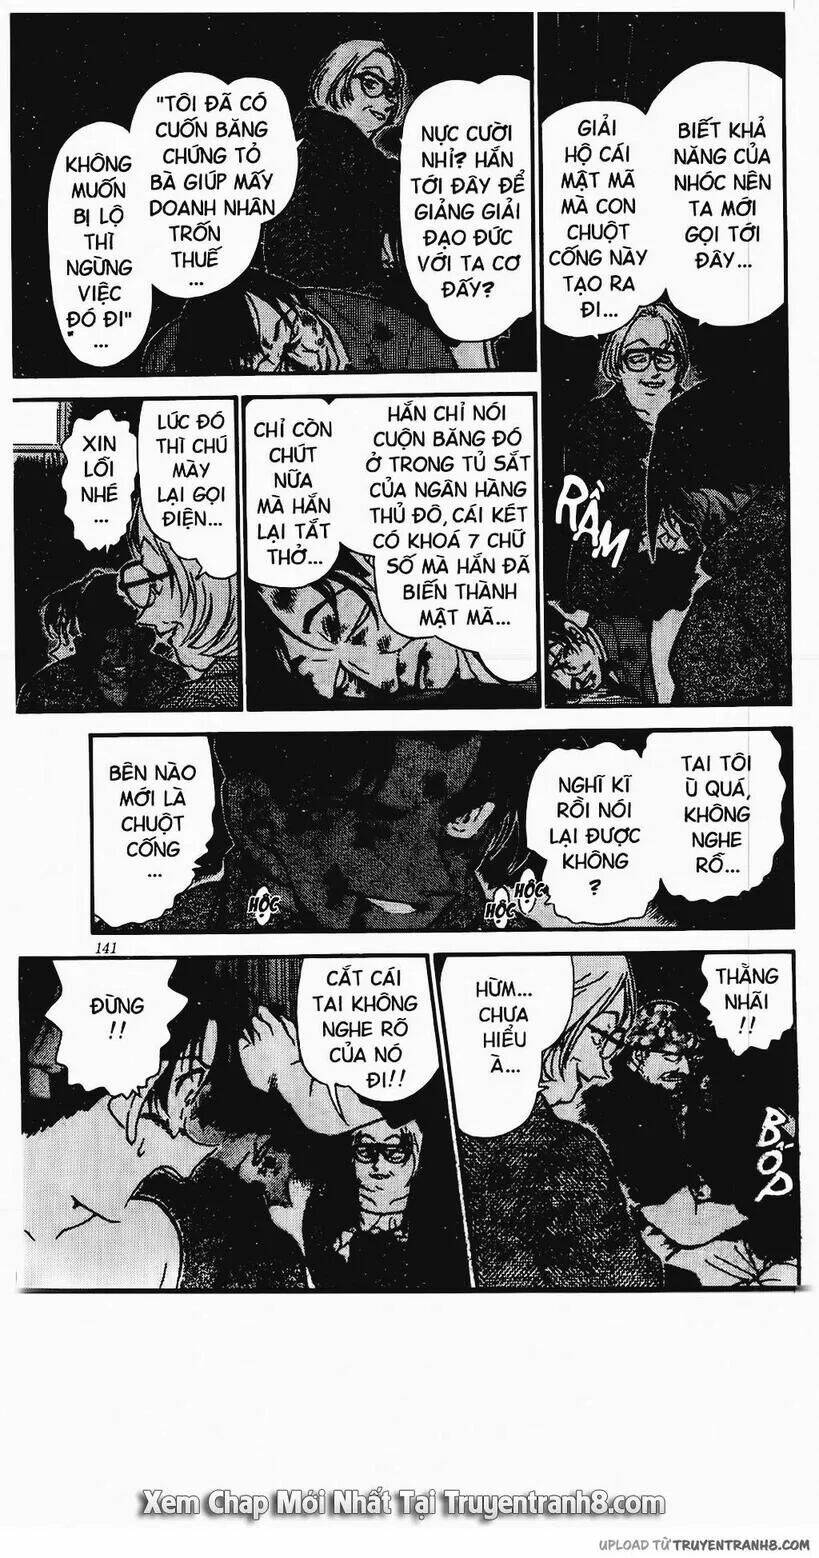 BIẾT KHẢ
NĂNG CỦA
NHÓC NÊN
TA MỚI
GỌI TỚI
ĐÂY...
GIẢI
HỘ CÁI
MẬT MÃ
MÀ CON
CHUỘT
CỐNG NÀY
TẠO RA
ĐI...
RẦM
NỰC CƯỜI
NHỈ? HẮN
TỚI ĐÂY ĐỂ
GIẢNG GIẢI
ĐẠO ĐỨC
VỚI TA CƠ
ĐẤY?
"TÔI ĐÃ CÓ
CUỐN BĂNG
CHỨNG TỎ
BÀ GIÚP MẤY
DOANH NHÂN
TRỐN
THUẾ
...
KHÔNG
MUỐN
BỊ LỘ
THÌ
NGỪNG
VIỆC
ĐÓ ĐI"
...
HẮN CHỈ NÓI
CUỘN BĂNG ĐÓ
Ở TRONG TỦ SẮT
CỦA NGÂN HÀNG
THỦ ĐÔ, CÁI KÉT
CÓ KHOÁ 7 CHỮ
SỐ MÀ HẮN ĐÃ
BIẾN THÀNH
MẬT MÃ...
CHỈ CÒN
CHÚT
NỮA
MÀ HẮN
LẠI TẮT
THỞ...
LÚC ĐÓ
THÌ CHÚ
MÀY
LẠI GỌI
ĐIỆN...
XIN
LỖI
NHÉ
...
TAI TÔI
Ù QUÁ,
KHÔNG
NGHE
RÕ...
NGHĨ KĨ
RỒI NÓI
LẠI ĐƯỢC
KHÔNG
?
HỘC
HỘC
HỘC
BÊN NÀO
MỚI LÀ
CHUỘT
CỐNG
...
141
THẰNG
NHÃI
!!
BỐP
HỪM...
CHƯA
HIỂU
À...
CẮT CÁI
TAI KHÔNG
NGHE RÕ
CỦA NÓ
ĐI!!
ĐỪNG
!!
Xem Chap Mới Nhất Tại Truyentranh8.com
UPLOAD TỪ TRUYENTRANH8.COM